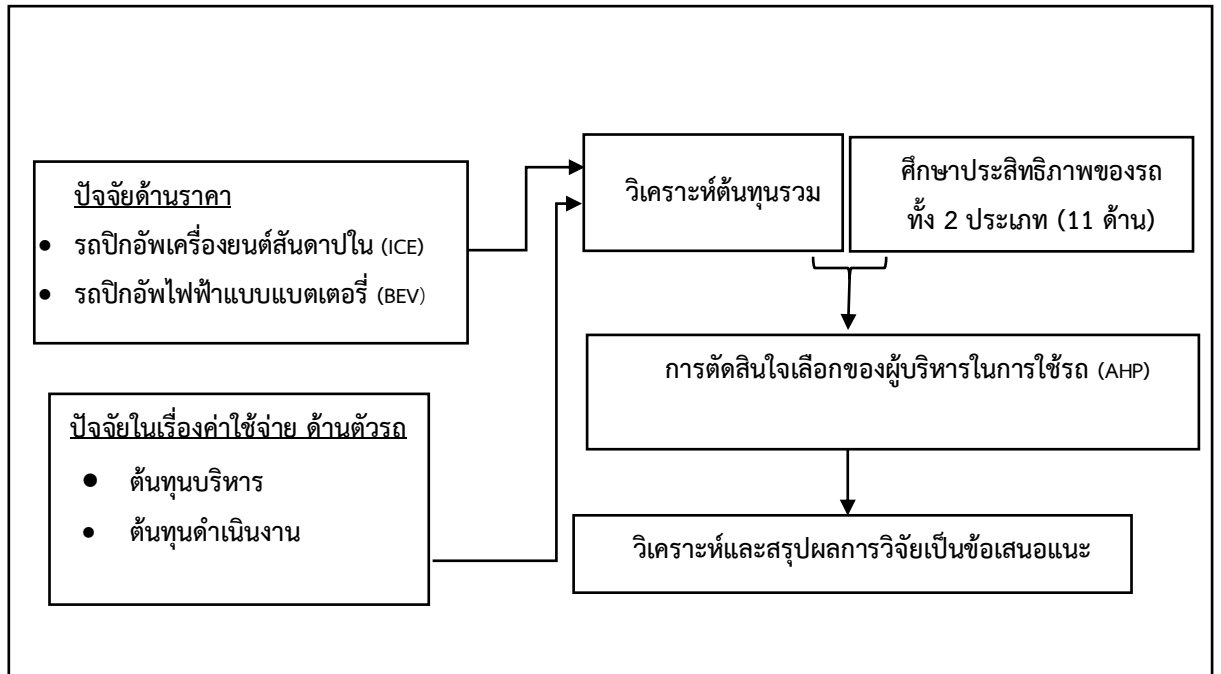 ปัจจัยด้านราคา
● รถปิกอัพเครื่องยนต์สันดาปใน (ICE)
● รถปิกอัพไฟฟ้าแบบแบตเตอรี่ (BEV)
ปัจจัยในเรื่องค่าใช้จ่าย ด้านตัวรถ
● ต้นทุนบริหาร
● ต้นทุนดำเนินงาน
วิเคราะห์ต้นทุนรวม
ศึกษาประสิทธิภาพของรถ
ทั้ง 2 ประเภท (11 ด้าน)
การตัดสินใจเลือกของผู้บริหารในการใช้รถ (AHP)
วิเคราะห์และสรุปผลการวิจัยเป็นข้อเสนอแนะ